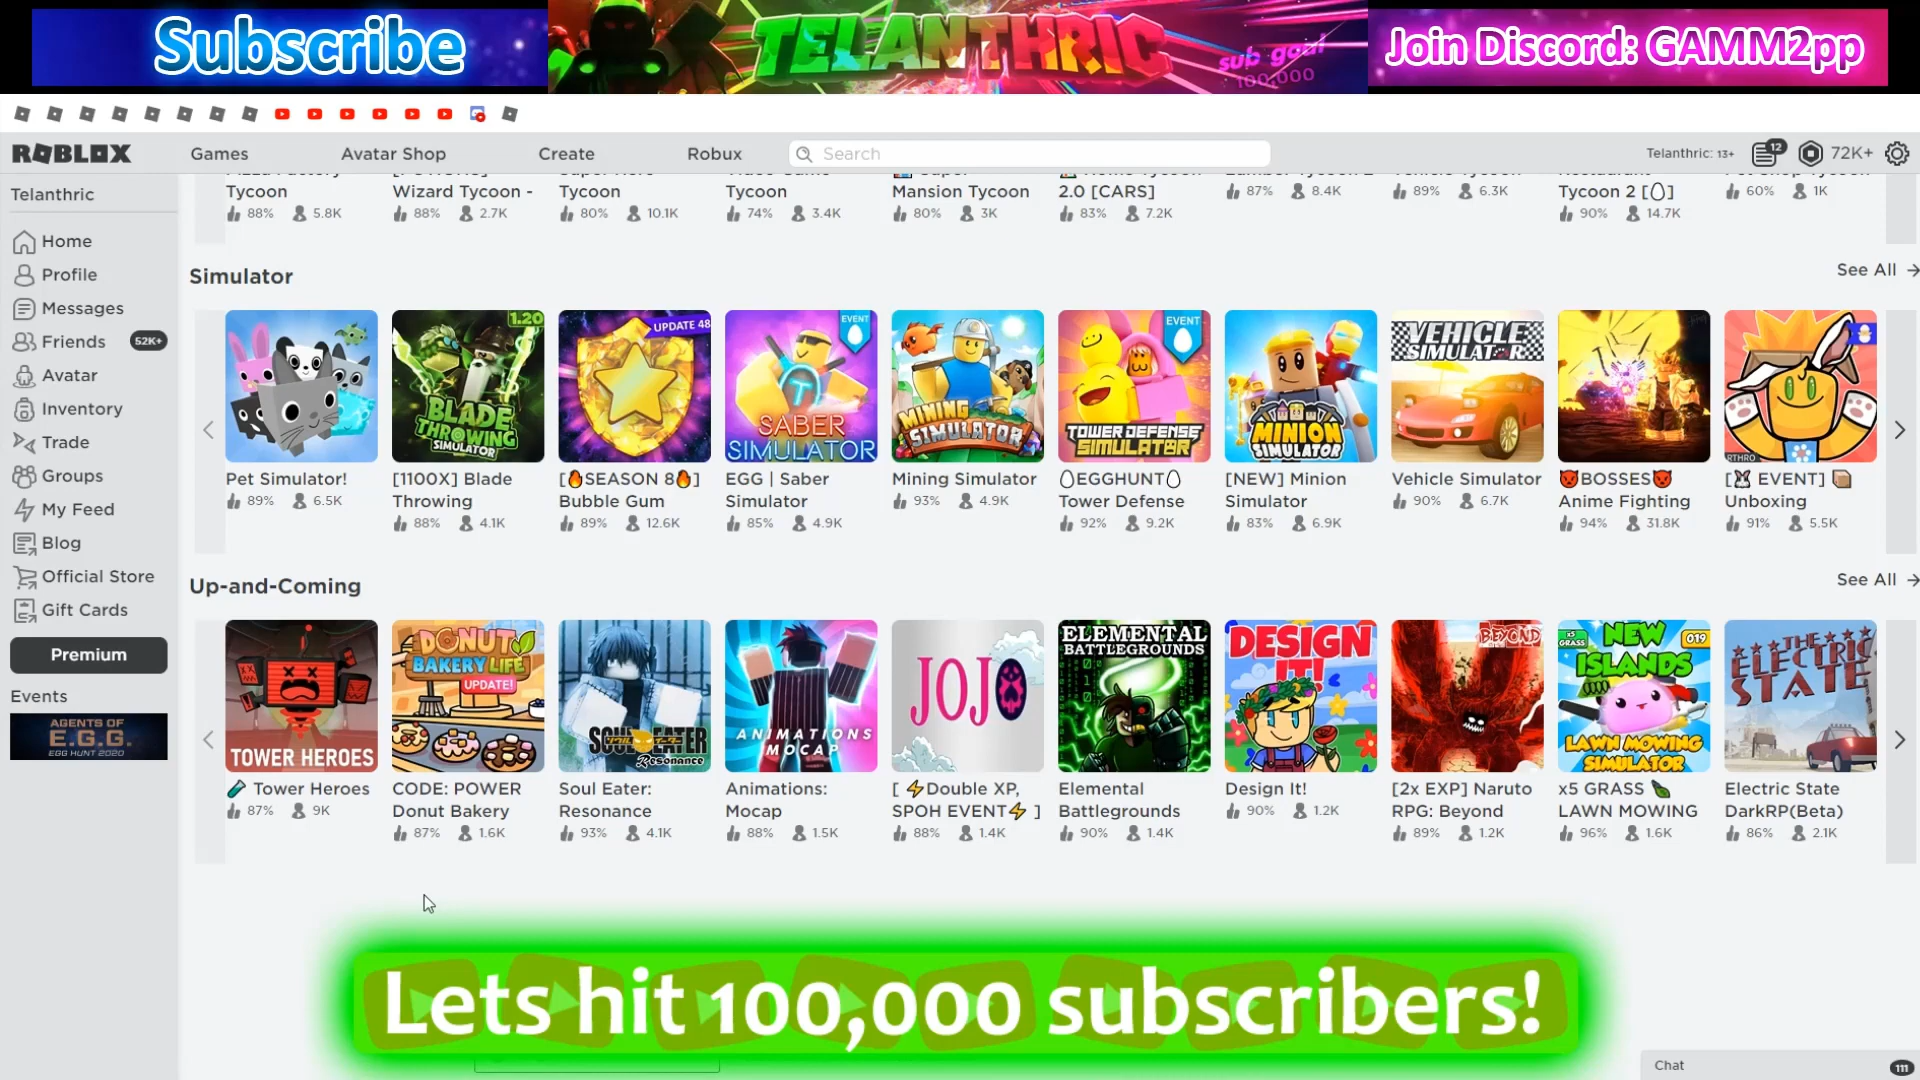 Subscribe
TELANTHRIC
sub goal
100,000
Join Discord: GAMM2pp
ROBLOX
Games
Avatar Shop
Create
Robux
Search
Telanthric: 13+
12
72K+
Telanthric
Home
Profile
Messages
Friends 52K+
Avatar
Inventory
Trade
Groups
My Feed
Blog
Official Store
Gift Cards
Premium
Events
AGENTS OF
E.G.G.
EGG HUNT 2020
Tycoon
88% 5.8K
Wizard Tycoon -
88% 2.7K
Tycoon
80% 10.1K
Tycoon
74% 3.4K
Mansion Tycoon
80% 3K
2.0 [CARS]
83% 7.2K
87% 8.4K
89% 6.3K
Tycoon 2 [🥚]
90% 14.7K
60% 1K
Simulator
See All →
Pet Simulator!
89% 6.5K
1.20
BLADE
THROWING
SIMULATOR
[1100X] Blade
Throwing
88% 4.1K
UPDATE 48
[🔥SEASON 8🔥]
Bubble Gum
89% 12.6K
EVENT
SABER
SIMULATOR
EGG | Saber
Simulator
85% 4.9K
MINING
SIMULATOR
Mining Simulator
93% 4.9K
EVENT
TOWER DEFENSE
SIMULATOR
🥚EGGHUNT🥚
Tower Defense
92% 9.2K
MINION
SIMULATOR
[NEW] Minion
Simulator
83% 6.9K
VEHICLE
SIMULATOR
Vehicle Simulator
90% 6.7K
👿BOSSES👿
Anime Fighting
94% 31.8K
RTHRO
[🐰 EVENT] 📦
Unboxing
91% 5.5K
Up-and-Coming
See All →
TOWER HEROES
🧪 Tower Heroes
87% 9K
DONUT
BAKERY LIFE
UPDATE!
CODE: POWER
Donut Bakery
87% 1.6K
SOUL EATER
ソウルイーター
Resonance
Soul Eater:
Resonance
93% 4.1K
ANIMATIONS
MOCAP
Animations:
Mocap
88% 1.5K
JOJO
[ ⚡Double XP,
SPOH EVENT⚡ ]
88% 1.4K
ELEMENTAL
BATTLEGROUNDS
Elemental
Battlegrounds
90% 1.4K
DESIGN
IT!
Design It!
90% 1.2K
BEYOND
[2x EXP] Naruto
RPG: Beyond
89% 1.2K
x5
GRASS
NEW
019
ISLANDS
LAWN MOWING
SIMULATOR
x5 GRASS 🍃
LAWN MOWING
96% 1.6K
THE
ELECTRIC
STATE
Electric State
DarkRP(Beta)
86% 2.1K
Lets hit 100,000 subscribers!
Chat
111